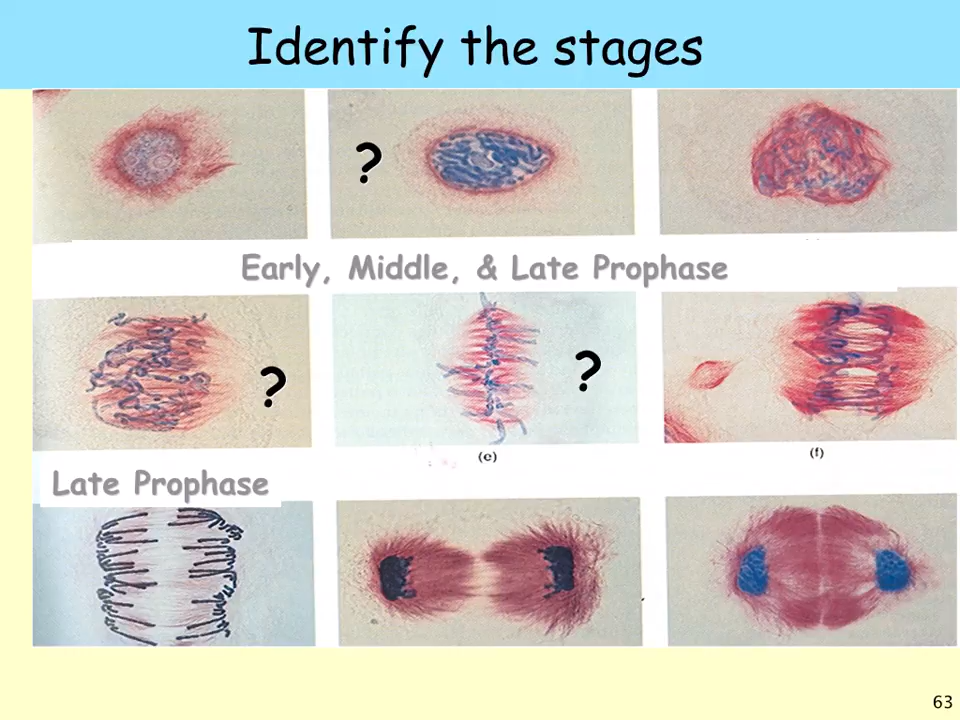 Identify the stages
?
Early, Middle, & Late Prophase
?
?
(e)
(f)
Late Prophase
63